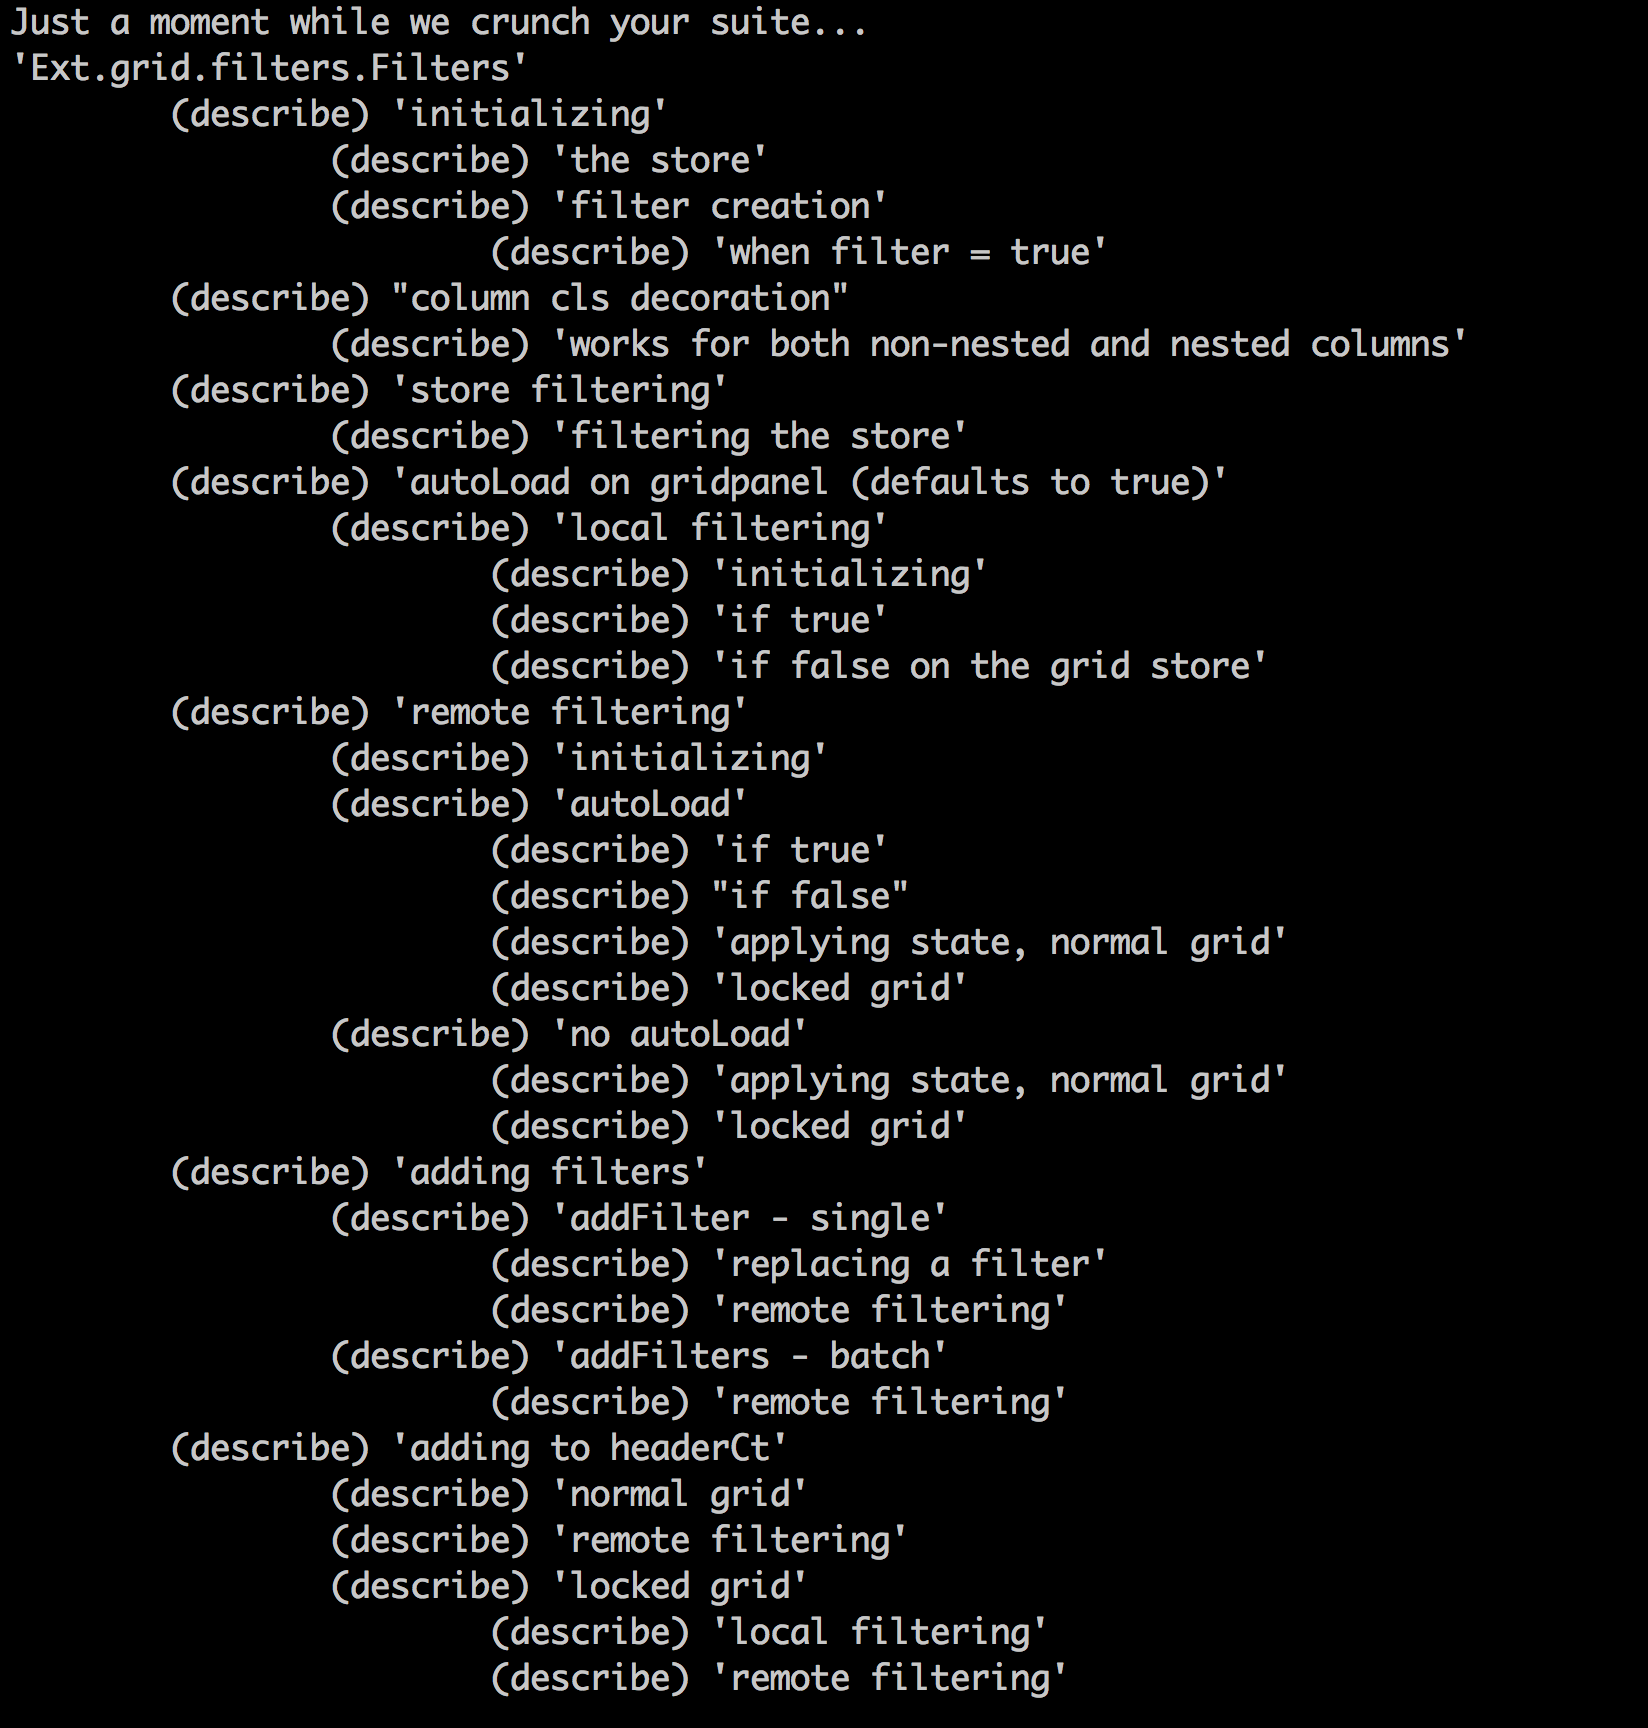 Just a moment while we crunch your suite...
'Ext.grid.filters.Filters'
(describe) 'initializing'
(describe) 'the store'
(describe) 'filter creation'
(describe) 'when filter = true'
(describe) "column cls decoration"
(describe) 'works for both non-nested and nested columns'
(describe) 'store filtering'
(describe) 'filtering the store'
(describe) 'autoLoad on gridpanel (defaults to true)'
(describe) 'local filtering'
(describe) 'initializing'
(describe) 'if true'
(describe) 'if false on the grid store'
(describe) 'remote filtering'
(describe) 'initializing'
(describe) 'autoLoad'
(describe) 'if true'
(describe) "if false"
(describe) 'applying state, normal grid'
(describe) 'locked grid'
(describe) 'no autoLoad'
(describe) 'applying state, normal grid'
(describe) 'locked grid'
(describe) 'adding filters'
(describe) 'addFilter - single'
(describe) 'replacing a filter'
(describe) 'remote filtering'
(describe) 'addFilters - batch'
(describe) 'remote filtering'
(describe) 'adding to headerCt'
(describe) 'normal grid'
(describe) 'remote filtering'
(describe) 'locked grid'
(describe) 'local filtering'
(describe) 'remote filtering'